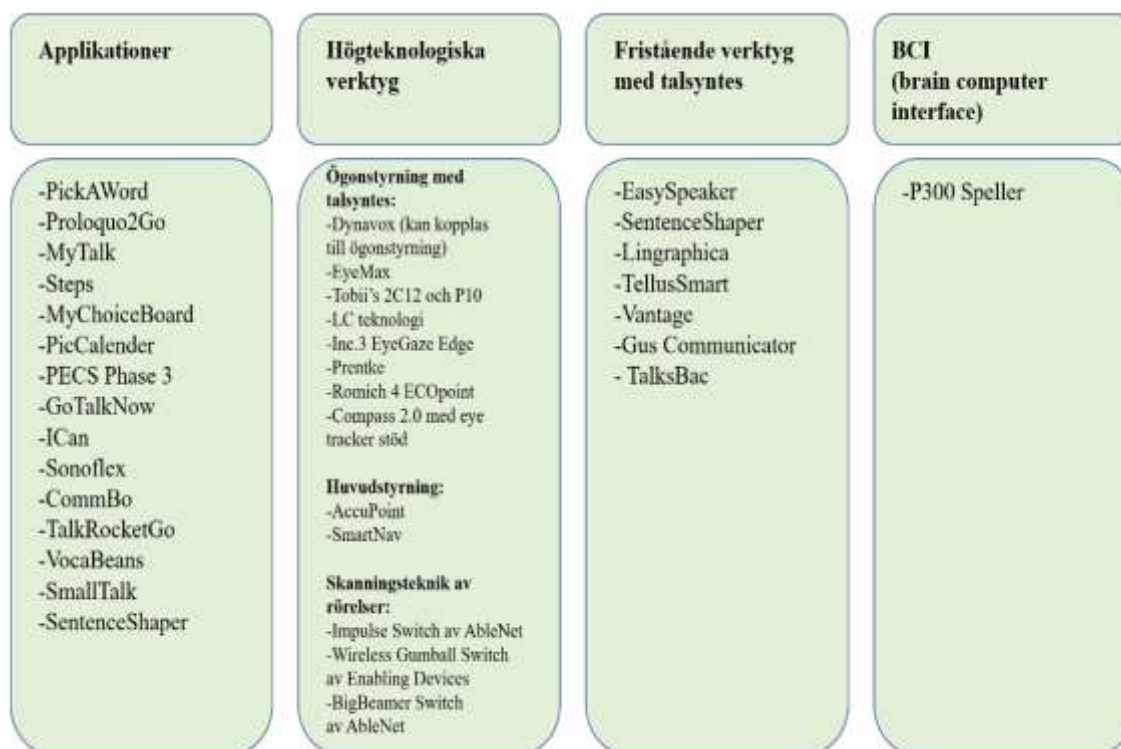 Applikationer
-PickAWord
-Proloquo2Go
-MyTalk
-Steps
-MyChoiceBoard
-PicCalender
-PECS Phase 3
-GoTalkNow
-ICan
-Sonoflex
-CommBo
-TalkRocketGo
-VocaBeans
-SmallTalk
-SentenceShaper
Högteknologiska
verktyg
Ögonstyrning med
talsyntes:
-Dynavox (kan kopplas
till ögonstyrning)
-EyeMax
-Tobii's 2C12 och P10
-LC teknologi
-Inc.3 EyeGaze Edge
-Prentke
-Romich 4 ECOpoint
-Compass 2.0 med eye
tracker stöd
Huvudstyrning:
-AccuPoint
-SmartNav
Skanningsteknik av
rörelser:
-Impulse Switch av AbleNet
-Wireless Gumball Switch
av Enabling Devices
-BigBeamer Switch
av AbleNet
Fristående verktyg
med talsyntes
-EasySpeaker
-SentenceShaper
-Lingraphica
-TellusSmart
-Vantage
-Gus Communicator
- TalksBac
BCI
(brain computer
interface)
-P300 Speller